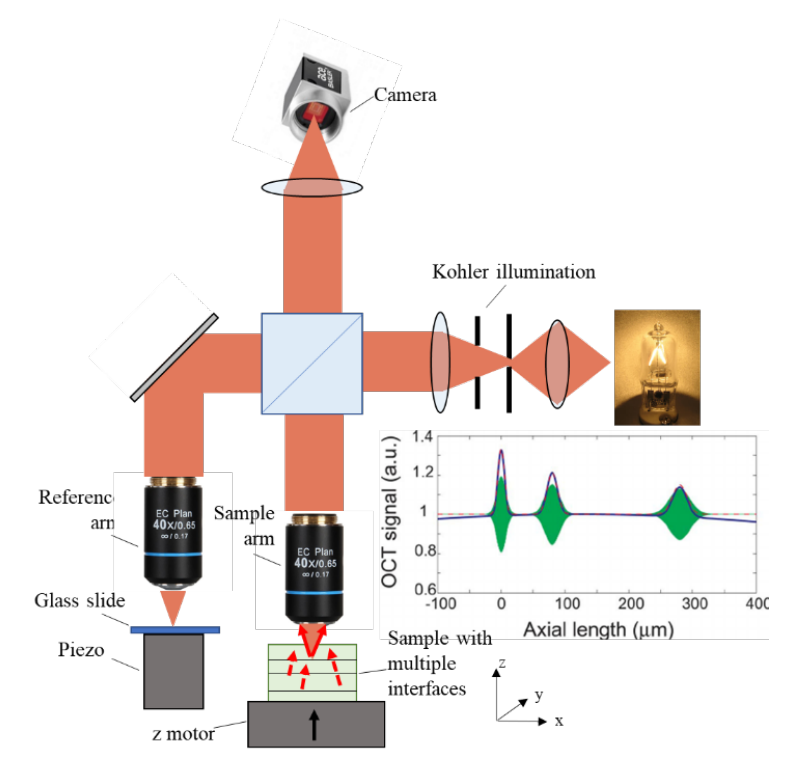 Camera
Kohler illumination
Reference
arn
EC Plan
40x/0.65
∞/0.17
Sample
arm
EC Plan
40x/0.65
∞/0.17
Glass slide
Piezo
z motor
Sample with
multiple
interfaces
OCT signal (a.u.)
1.4
1.2
1
0.8
0.6
-100 0 100 200 300 400
Axial length (μm)
z
y
x